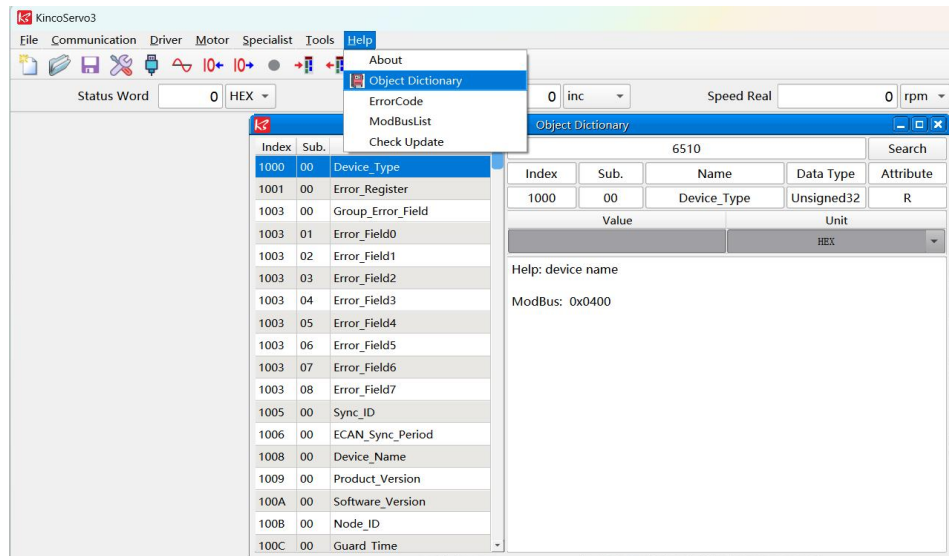 KincoServo3
File Communication Driver Motor Specialist Tools Help
About
Object Dictionary
ErrorCode
ModBusList
Check Update
Status Word 0 HEX 0 inc Speed Real 0 rpm
Object Dictionary
Index Sub.
1000 00 Device_Type
1001 00 Error_Register
1003 00 Group_Error_Field
1003 01 Error_Field0
1003 02 Error_Field1
1003 03 Error_Field2
1003 04 Error_Field3
1003 05 Error_Field4
1003 06 Error_Field5
1003 07 Error_Field6
1003 08 Error_Field7
1005 00 Sync_ID
1006 00 ECAN_Sync_Period
1008 00 Device_Name
1009 00 Product_Version
100A 00 Software_Version
100B 00 Node_ID
100C 00 Guard Time
6510 Search
Index Sub. Name Data Type Attribute
1000 00 Device_Type Unsigned32 R
Value Unit
HEX
Help: device name
ModBus: 0x0400